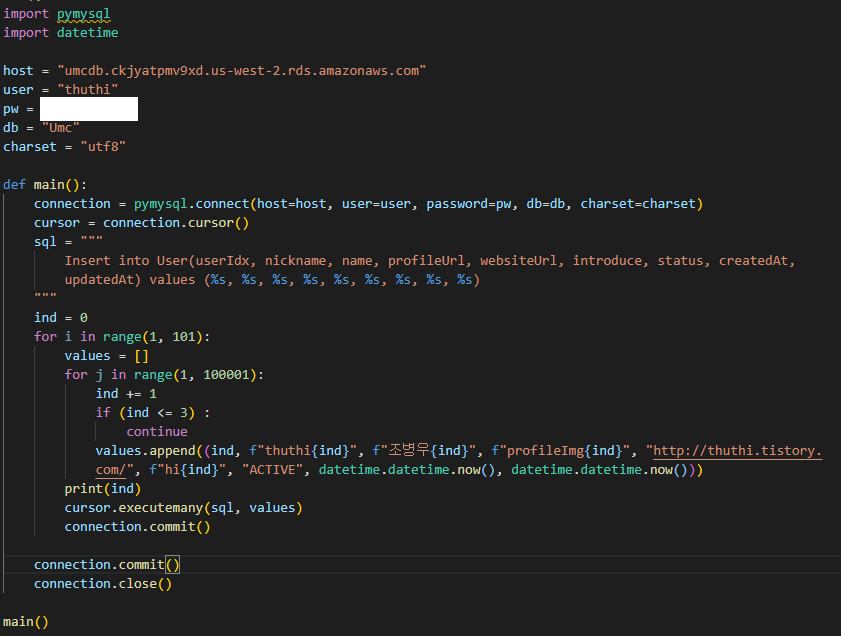 import pymysql
import datetime

host = "umcdb.ckjyatpmv9xd.us-west-2.rds.amazonaws.com"
user = "thuthi"
pw =
db = "Umc"
charset = "utf8"

def main():
    connection = pymysql.connect(host=host, user=user, password=pw, db=db, charset=charset)
    cursor = connection.cursor()
    sql = """
        Insert into User(userIdx, nickname, name, profileUrl, websiteUrl, introduce, status, createdAt,
        updatedAt) values (%s, %s, %s, %s, %s, %s, %s, %s, %s)
    """
    ind = 0
    for i in range(1, 101):
        values = []
        for j in range(1, 100001):
            ind += 1
            if (ind <= 3) :
                continue
            values.append((ind, f"thuthi{ind}", f"조병우{ind}", f"profileImg{ind}", "http://thuthi.tistory.
            com/", f"hi{ind}", "ACTIVE", datetime.datetime.now(), datetime.datetime.now()))
        print(ind)
        cursor.executemany(sql, values)
        connection.commit()

    connection.commit()
    connection.close()

main()